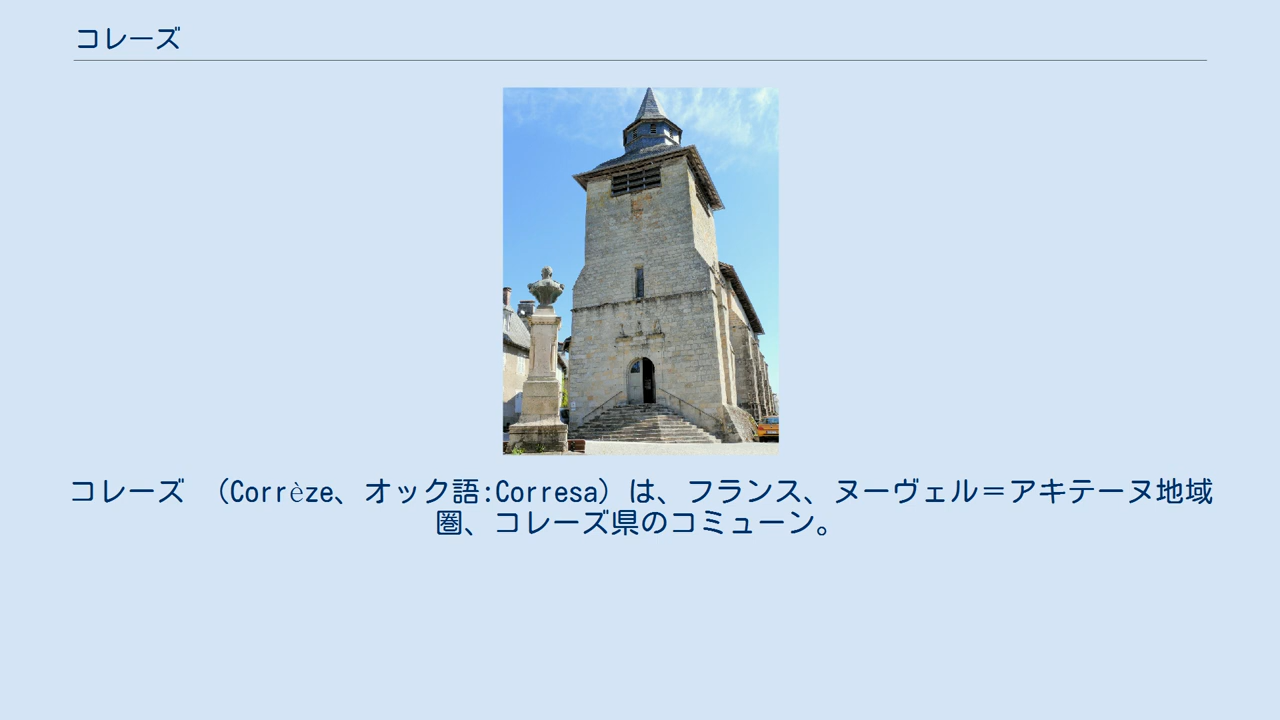 コレーズ
コレーズ （Corrèze、オック語:Corresa）は、フランス、ヌーヴェル＝アキテーヌ地域
圏、コレーズ県のコミューン。